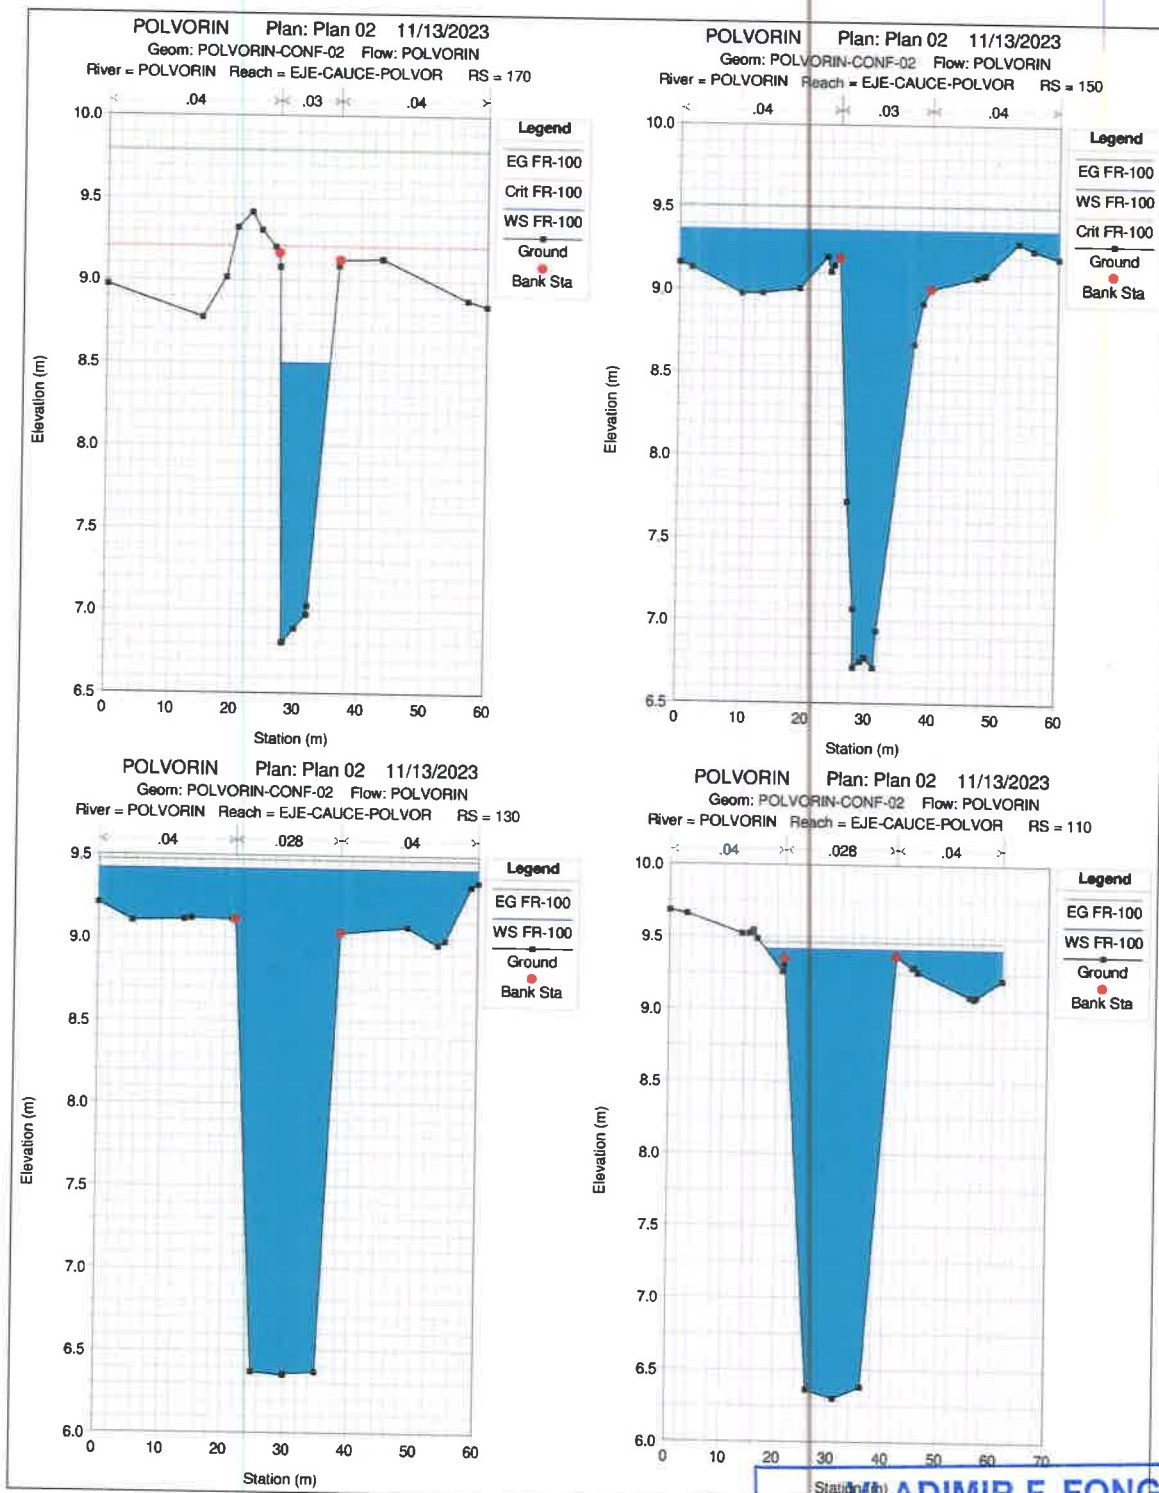 POLVORIN Plan: Plan 02 11/13/2023
Geom: POLVORIN-CONF-02 Flow: POLVORIN
River = POLVORIN Reach = EJE-CAUCE-POLVOR RS = 170
.04 .03 .04
Legend
EG FR-100
Crit FR-100
WS FR-100
Ground
Bank Sta
10.0
9.5
9.0
8.5
8.0
7.5
7.0
6.5
Elevation (m)
0 10 20 30 40 50 60
Station (m)
POLVORIN Plan: Plan 02 11/13/2023
Geom: POLVORIN-CONF-02 Flow: POLVORIN
River = POLVORIN Reach = EJE-CAUCE-POLVOR RS = 150
.04 .03 .04
Legend
EG FR-100
WS FR-100
Crit FR-100
Ground
Bank Sta
10.0
9.5
9.0
8.5
8.0
7.5
7.0
6.5
Elevation (m)
0 10 20 30 40 50 60
Station (m)
POLVORIN Plan: Plan 02 11/13/2023
Geom: POLVORIN-CONF-02 Flow: POLVORIN
River = POLVORIN Reach = EJE-CAUCE-POLVOR RS = 130
.04 .028 .04
Legend
EG FR-100
WS FR-100
Ground
Bank Sta
9.5
9.0
8.5
8.0
7.5
7.0
6.5
6.0
Elevation (m)
0 10 20 30 40 50 60
Station (m)
POLVORIN Plan: Plan 02 11/13/2023
Geom: POLVORIN-CONF-02 Flow: POLVORIN
River = POLVORIN Reach = EJE-CAUCE-POLVOR RS = 110
.04 .028 .04
Legend
EG FR-100
WS FR-100
Ground
Bank Sta
10.0
9.5
9.0
8.5
8.0
7.5
7.0
6.5
6.0
Elevation (m)
0 10 20 30 40 50 60 70
Station (m)